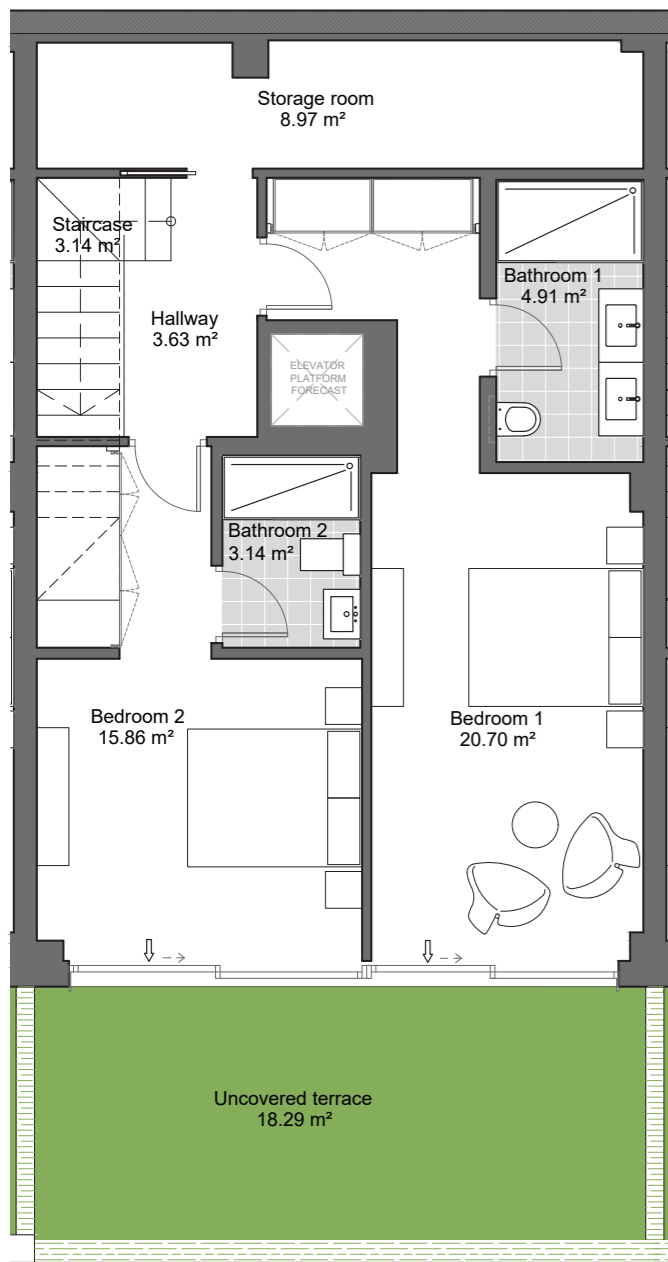 Storage room
8.97 m²
Staircase
3.14 m²
Hallway
3.63 m²
Bathroom 1
4.91 m²
ELEVATOR
PLATFORM
FORECAST
Bathroom 2
3.14 m²
Bedroom 2
15.86 m²
Bedroom 1
20.70 m²
Uncovered terrace
18.29 m²